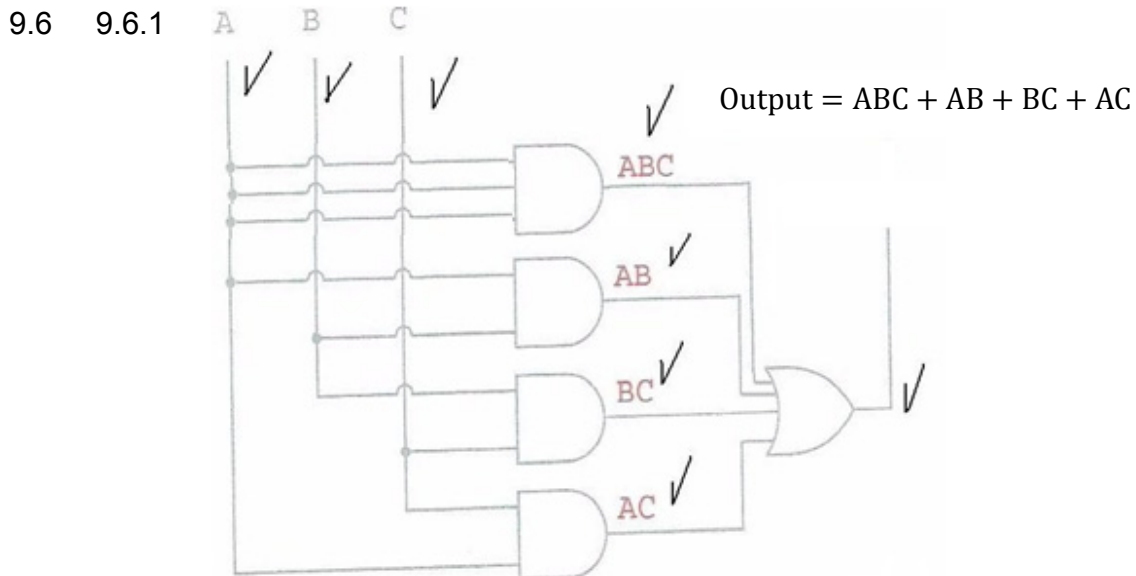 9.6 9.6.1 A B C
Output = ABC + AB + BC + AC
ABC
AB
BC
AC